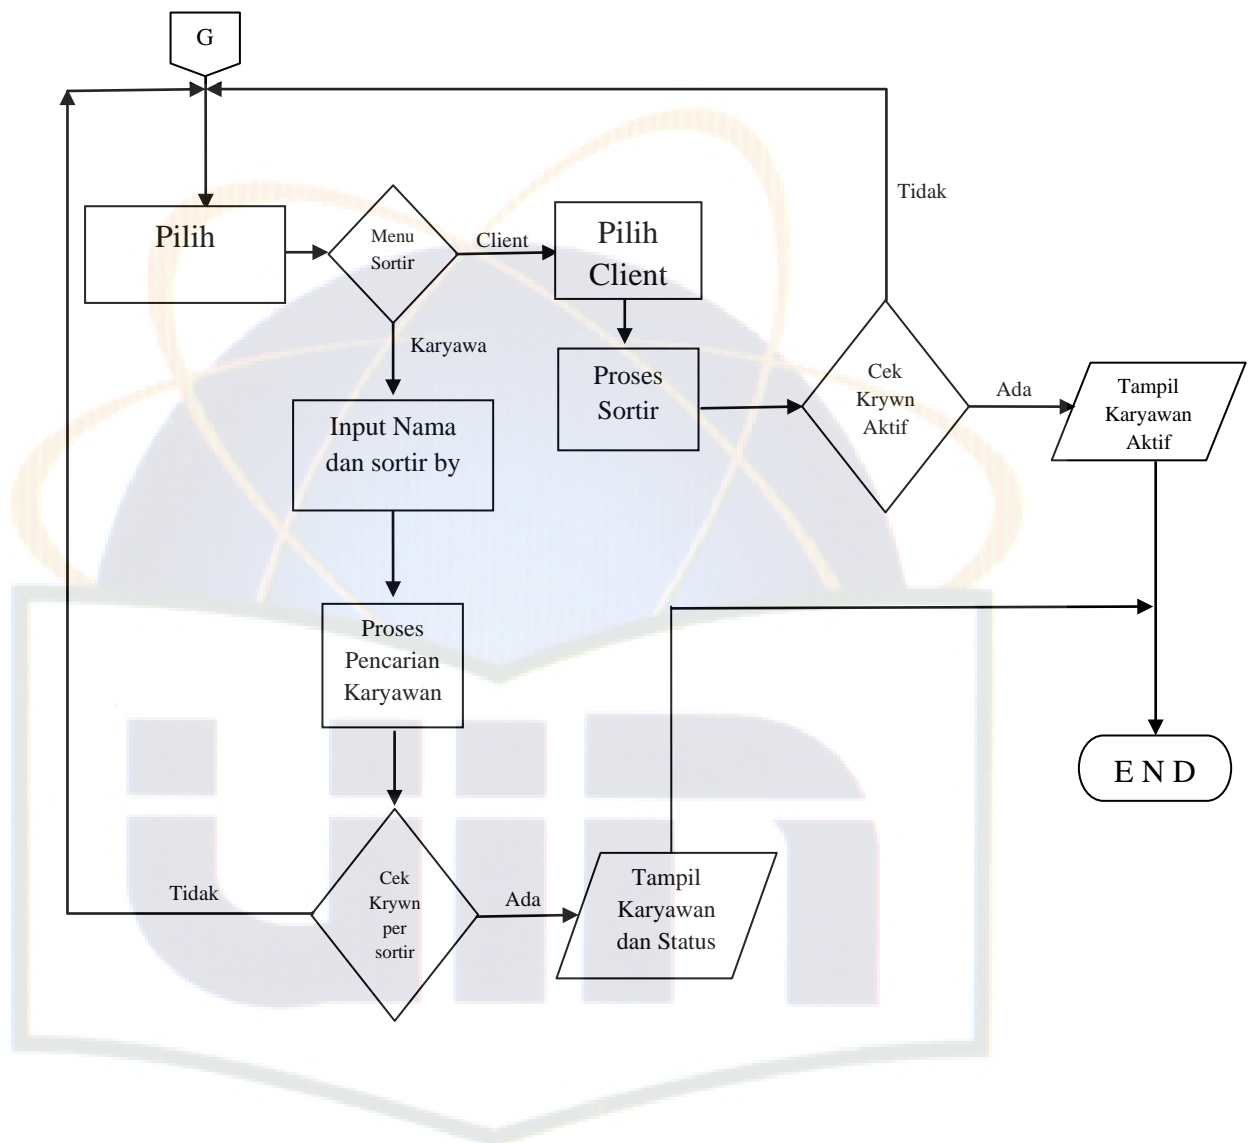 G
Tidak
Pilih
Menu
Sortir
Client
Pilih
Client
Karyawa
Proses
Sortir
Cek
Krywn
Aktif
Ada
Tampil
Karyawan
Aktif
Input Nama
dan sortir by
Proses
Pencarian
Karyawan
E N D
Tidak
Cek
Krywn
per
sortir
Ada
Tampil
Karyawan
dan Status
uin